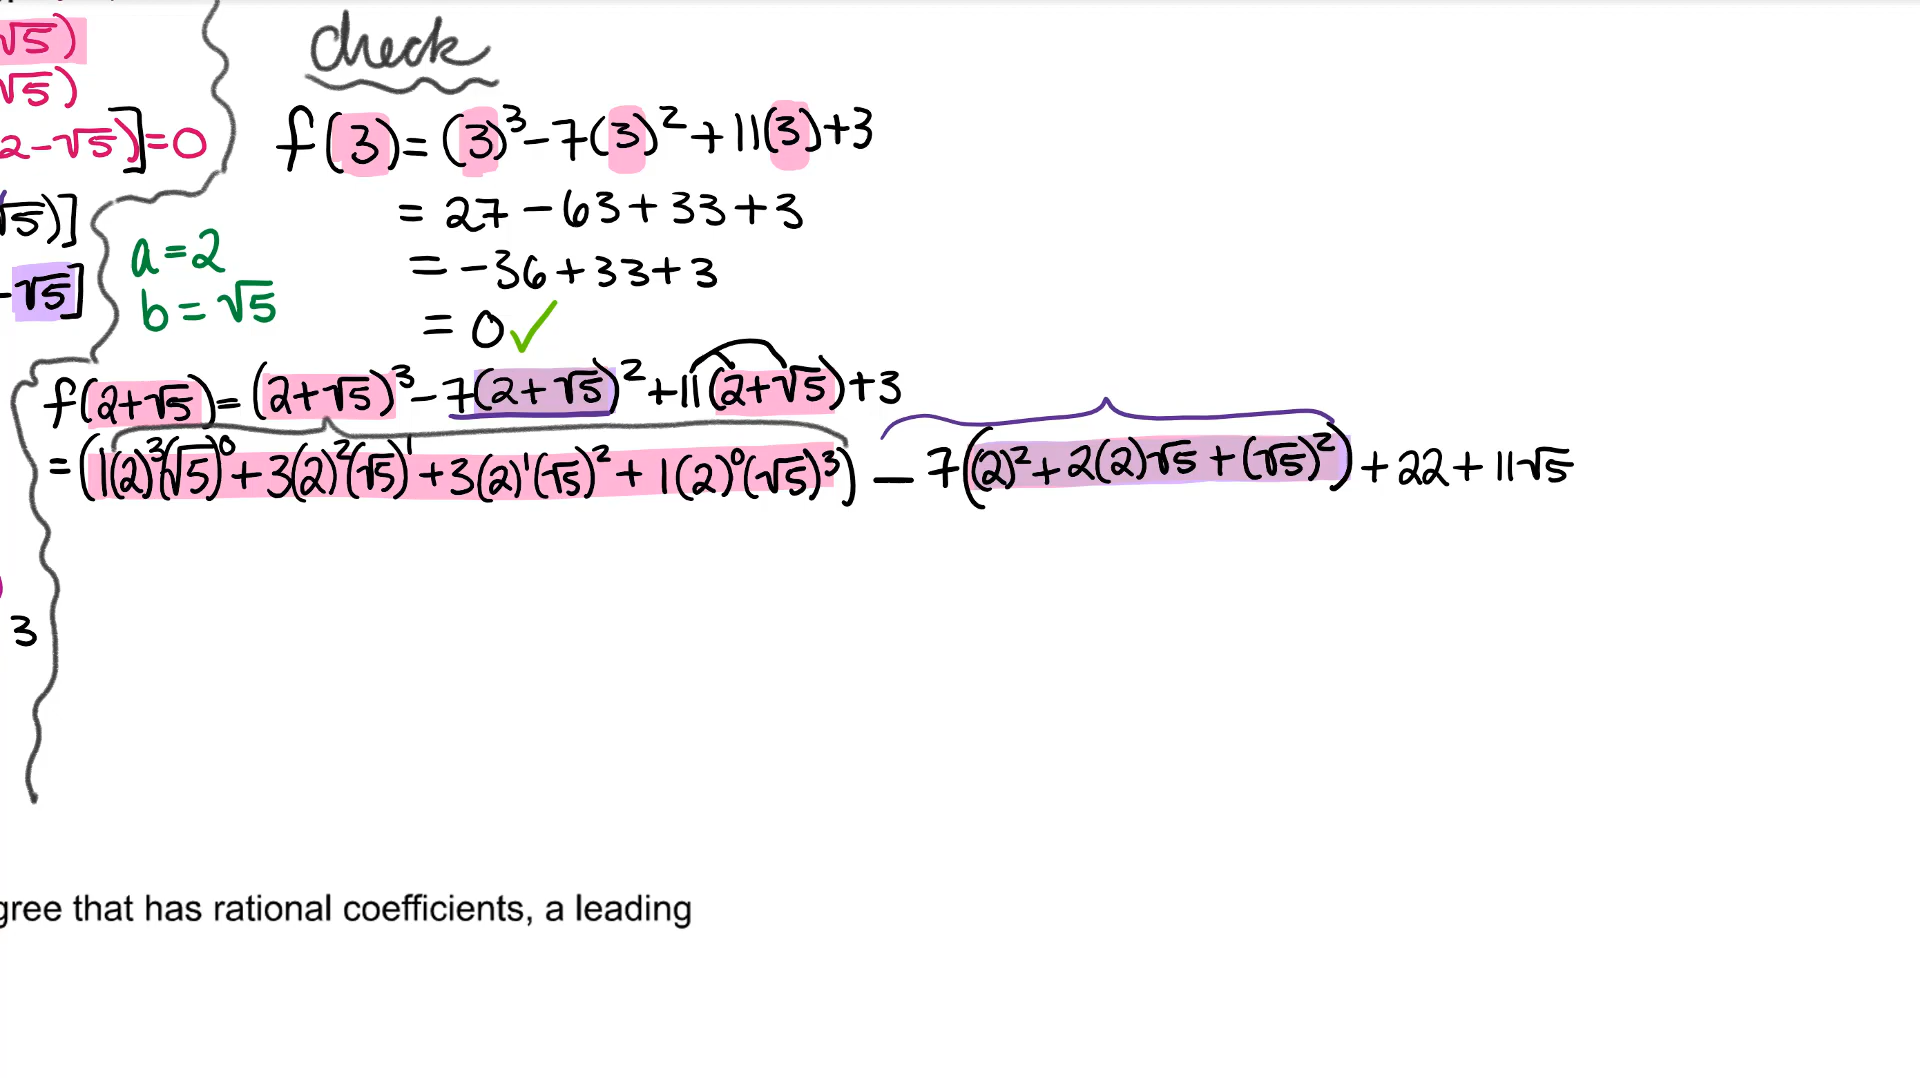 check
√5)
√5)
2-√5)]=0
f(3) = (3)³-7(3)²+11(3)+3
= 27-63+33+3
√5)]
a=2
= -36+33+3
-√5]
b=√5
= 0✓
f(2+√5)=(2+√5)³-7(2+√5)²+11(2+√5)+3
=(1(2)³(√5)⁰+3(2)²(√5)¹+3(2)¹(√5)²+1(2)⁰(√5)³)-7((2)²+2(2)√5+(√5)²)+22+11√5
3
gree that has rational coefficients, a leading